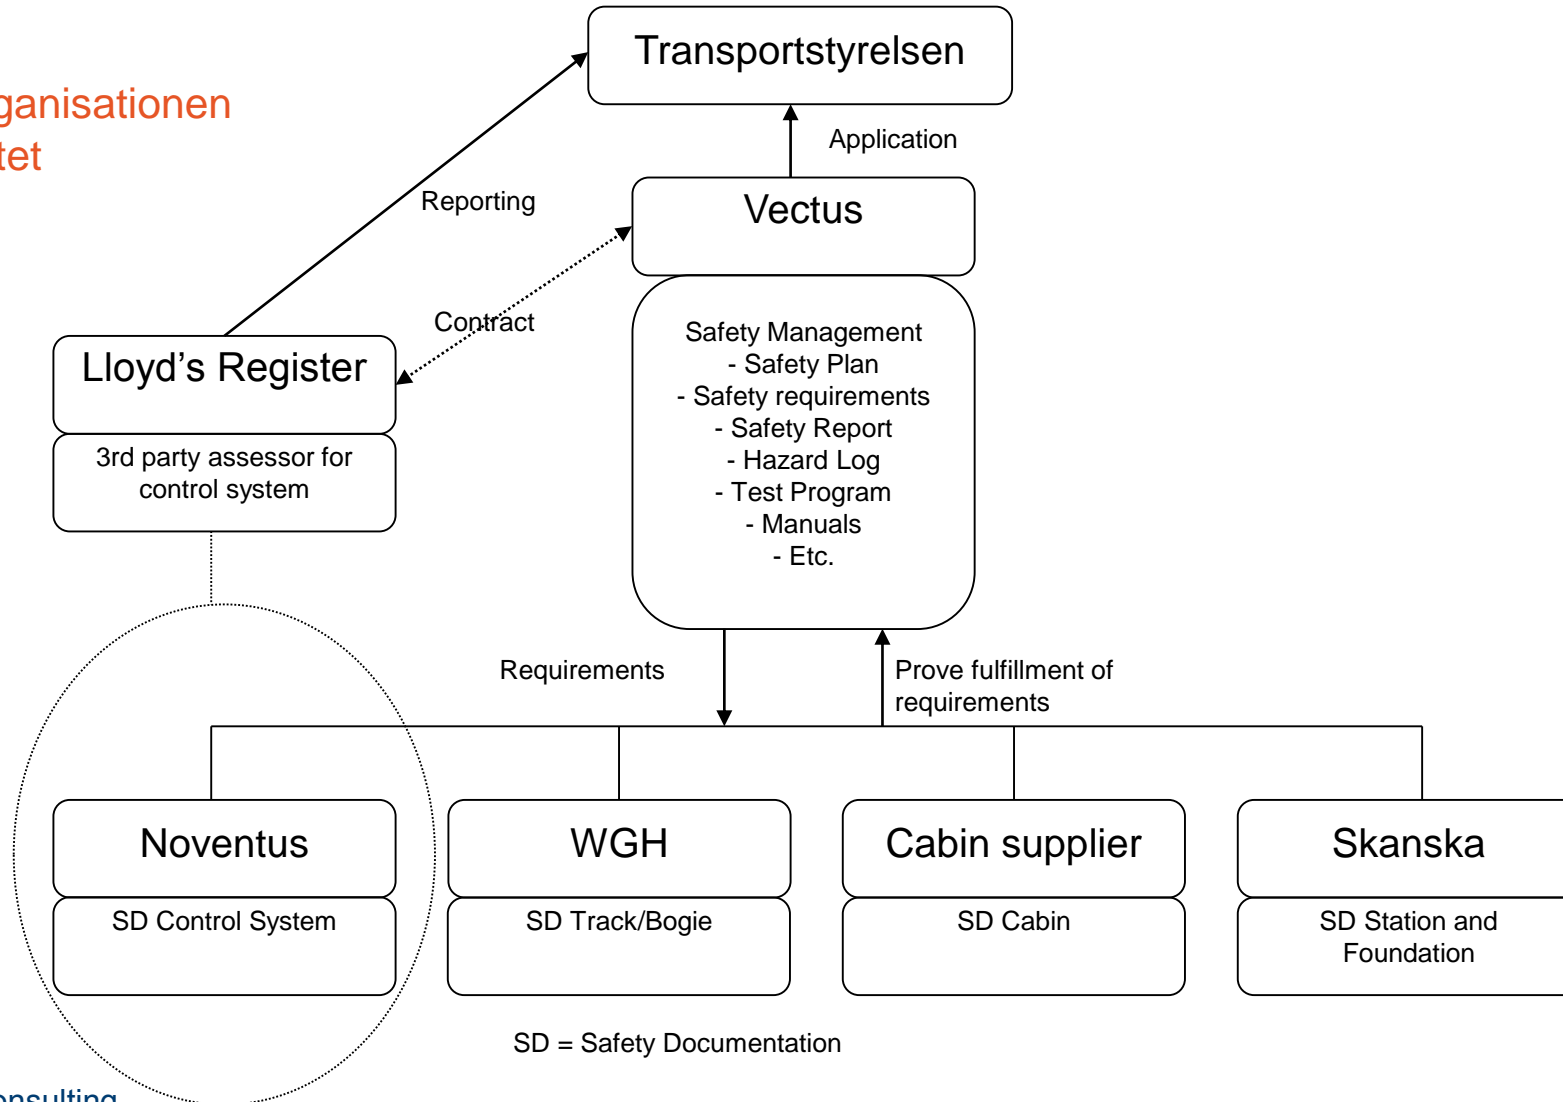 Transportstyrelsen
ganisationen
tet
Application
Reporting
Vectus
Contract
Lloyd's Register
3rd party assessor for
control system
Safety Management
- Safety Plan
- Safety requirements
- Safety Report
- Hazard Log
- Test Program
- Manuals
- Etc.
Requirements
Prove fulfillment of
requirements
Noventus
SD Control System
WGH
SD Track/Bogie
Cabin supplier
SD Cabin
Skanska
SD Station and
Foundation
SD = Safety Documentation
onsulting